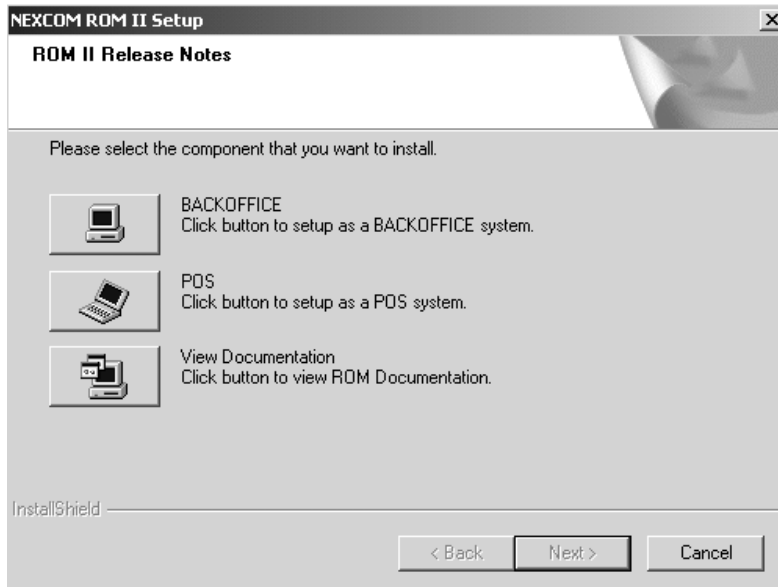 NEXCOM ROM II Setup
ROM II Release Notes
Please select the component that you want to install.
BACKOFFICE
Click button to setup as a BACKOFFICE system.
POS
Click button to setup as a POS system.
View Documentation
Click button to view ROM Documentation.
InstallShield
< Back
Next >
Cancel